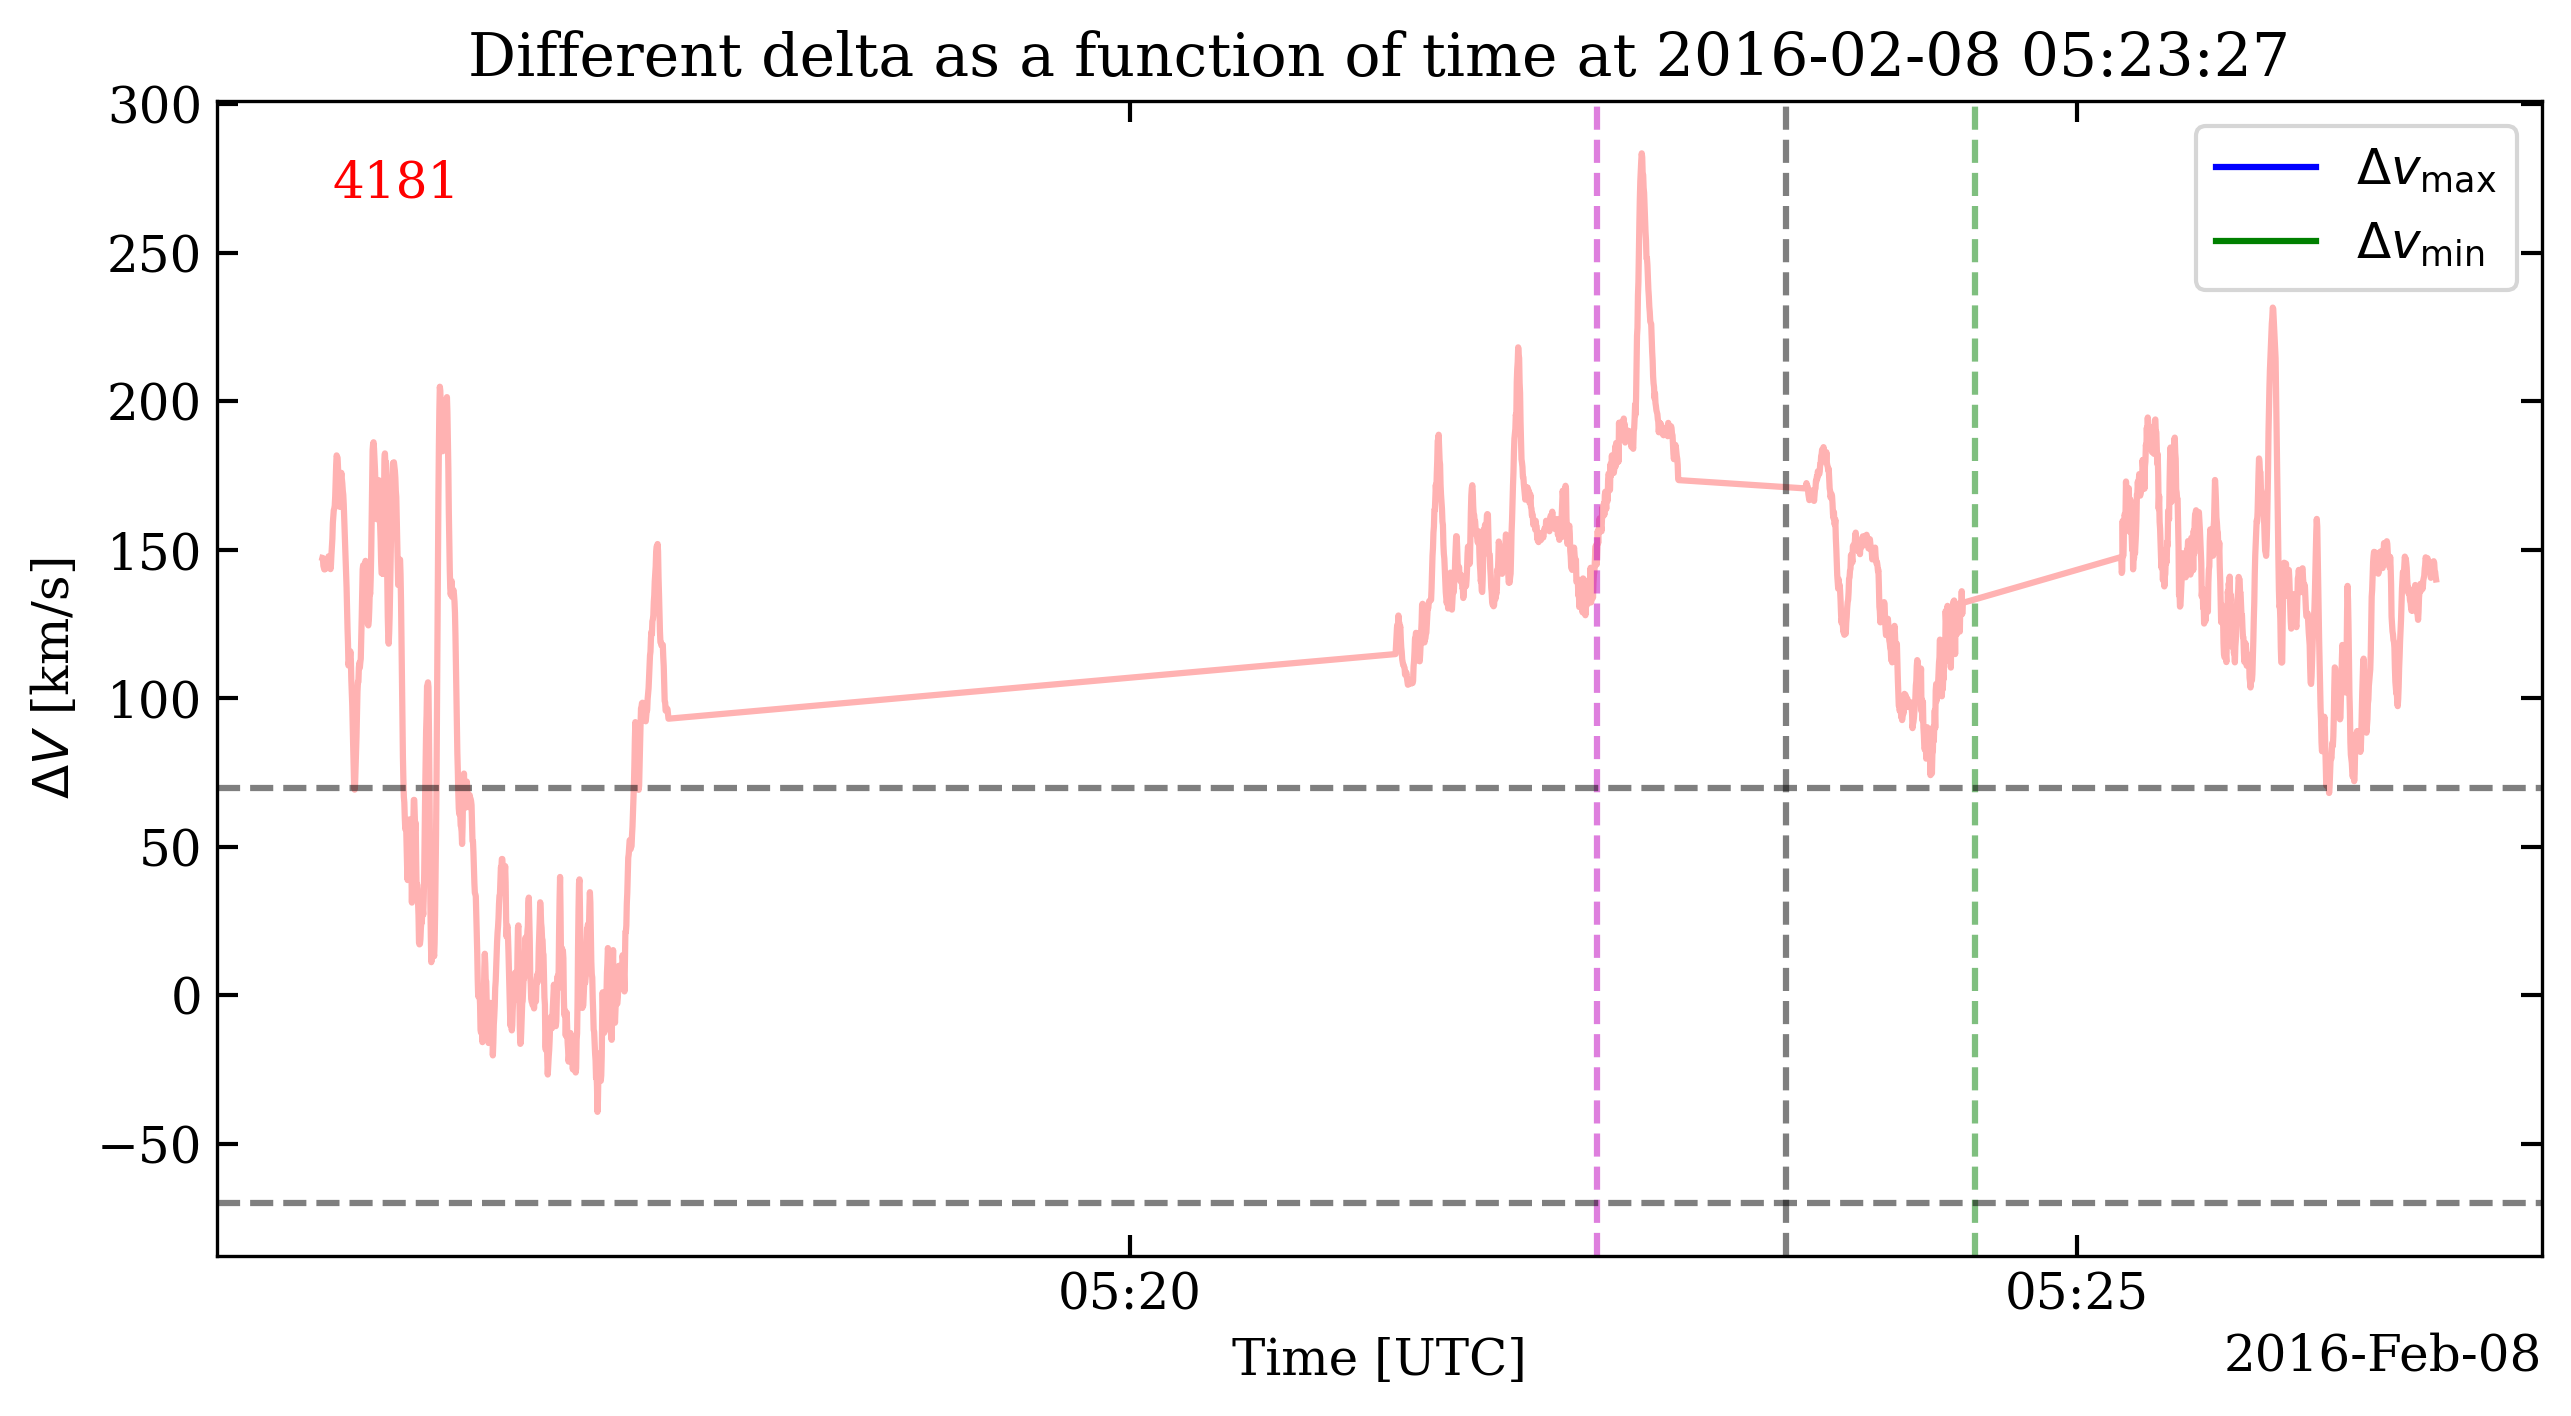 Different delta as a function of time at 2016-02-08 05:23:27
300
250
200
150
100
50
0
−50
ΔV [km/s]
4181
Δv_max
Δv_min
05:20
05:25
Time [UTC]
2016-Feb-08